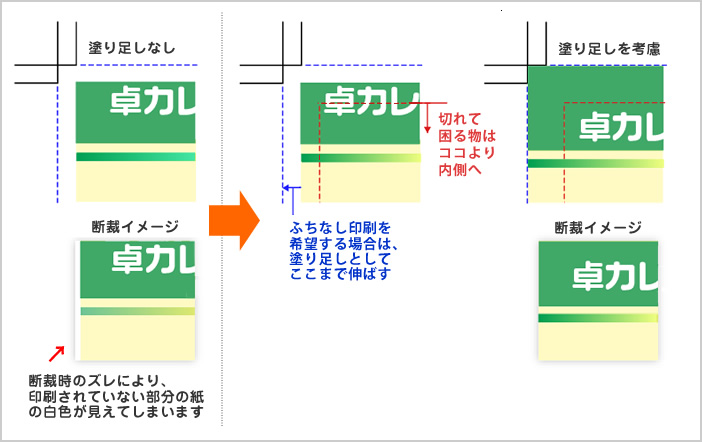 塗り足しなし
卓カレ
断裁イメージ
卓カレ
断裁時のズレにより、
印刷されていない部分の紙
の白色が見えてしまいます
卓カレ
切れて
困る物は
ココより
内側へ
ふちなし印刷を
希望する場合は、
塗り足しとして
ここまで伸ばす
塗り足しを考慮
卓カレ
断裁イメージ
卓カレ